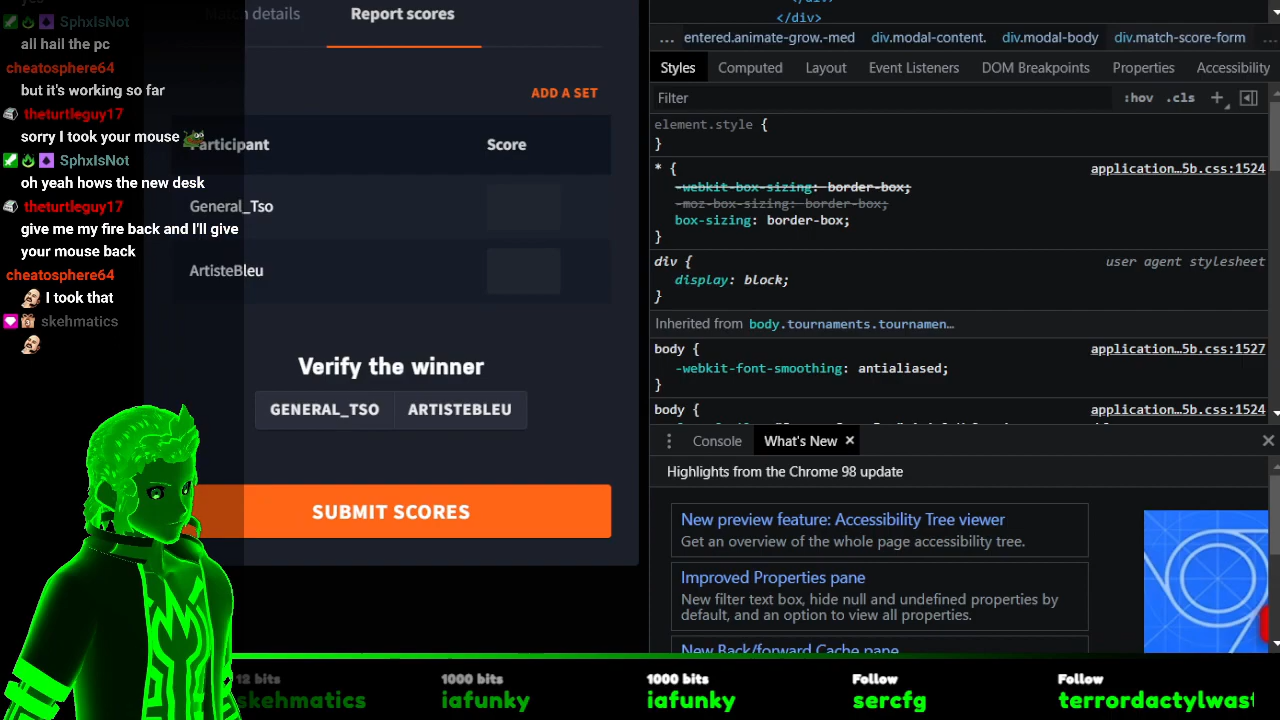 yes
SphxIsNot
all hail the pc
cheatosphere64
but it's working so far
theturtleguy17
sorry I took your mouse
SphxIsNot
oh yeah hows the new desk
theturtleguy17
give me my fire back and I'll give
your mouse back
cheatosphere64
I took that
skehmatics
Match details
Report scores
ADD A SET
Participant
Score
General_Tso
ArtisteBleu
Verify the winner
GENERAL_TSO
ARTISTEBLEU
SUBMIT SCORES
</div>
</div>
... entered.animate-grow.-med div.modal-content. div.modal-body div.match-score-form ...
Styles Computed Layout Event Listeners DOM Breakpoints Properties Accessibility
Filter
:hov .cls +
element.style {
}
* { application…5b.css:1524
-webkit-box-sizing: border-box;
-moz-box-sizing: border-box;
box-sizing: border-box;
}
div { user agent stylesheet
display: block;
}
Inherited from body.tournaments.tournamen…
body { application…5b.css:1527
-webkit-font-smoothing: antialiased;
}
body { application…5b.css:1524
Console What's New ×
Highlights from the Chrome 98 update
New preview feature: Accessibility Tree viewer
Get an overview of the whole page accessibility tree.
Improved Properties pane
New filter text box, hide null and undefined properties by
default, and an option to view all properties.
New Back/forward Cache pane
12 bits
skehmatics
1000 bits
iafunky
1000 bits
iafunky
Follow
sercfg
Follow
terrordactylwast